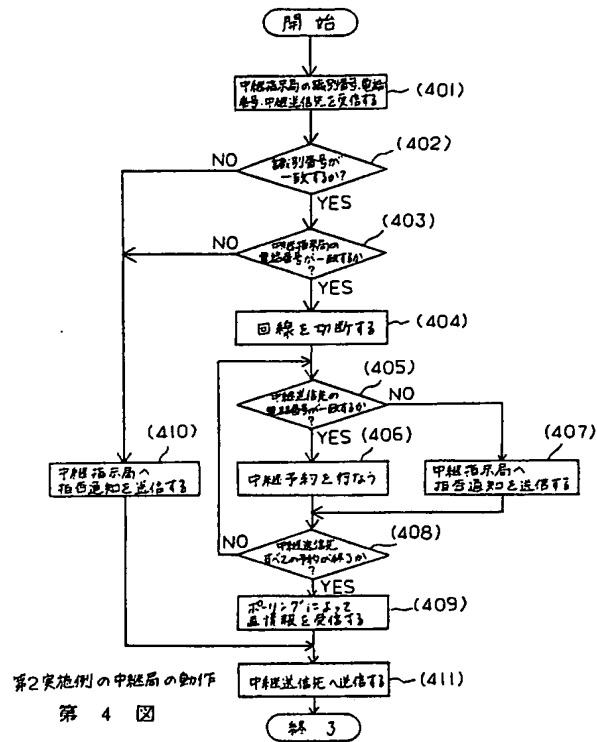 開始
中継指示局の識別番号、電話
番号、中継送信先を受信する
(401)
識別番号が
一致するか?
(402)
NO
YES
中継指示局の
電話番号が一致するか
?
(403)
NO
YES
回線を切断する
(404)
中継送信先の
電話番号が一致するか
?
(405)
NO
YES
(406)
中継予約を行なう
(407)
中継指示局へ
拒否通知を送信する
(410)
中継指示局へ
拒否通知を送信する
中継送信先
すべての予約が終るか
?
(408)
NO
YES
ポーリングによって
画情報を受信する
(409)
中継送信先へ送信する
(411)
終了
第2実施例の中継局の動作
第 4 図